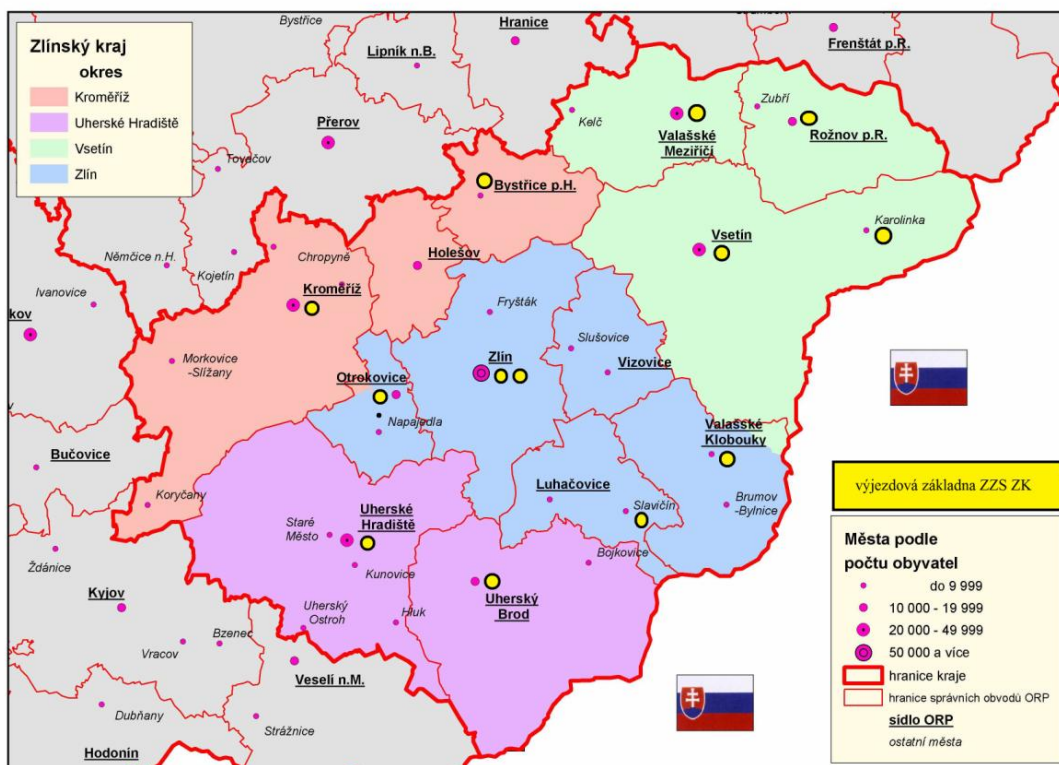 Zlínský kraj
okres
Kroměříž
Uherské Hradiště
Vsetín
Zlín
Bystřice
Hranice
Lipník n.B.
Frenštát p.R.
Přerov
Kelč
Zubří
Valašské
Meziříčí
Rožnov p.R.
Tovačov
Bystřice p.H.
Vsetín
Karolinka
Němčice n.H.
Kojetín
Chropyně
Holešov
Ivanovice
Kroměříž
kov
Fryšták
Morkovice
-Slížany
Zlín
Slušovice
Vizovice
Otrokovice
Napajedla
Valašské
Klobouky
Bučovice
Koryčany
Luhačovice
Slavičín
Brumov
-Bylnice
Uherské
Hradiště
Staré
Město
Kunovice
Bojkovice
Ždánice
Uherský
Brod
Kyjov
Uherský
Ostroh
Hluk
Bzenec
Vracov
Veselí n.M.
Dubňany
Strážnice
Hodonín
výjezdová základna ZZS ZK
Města podle
počtu obyvatel
do 9 999
10 000 - 19 999
20 000 - 49 999
50 000 a více
hranice kraje
hranice správních obvodů ORP
sídlo ORP
ostatní města